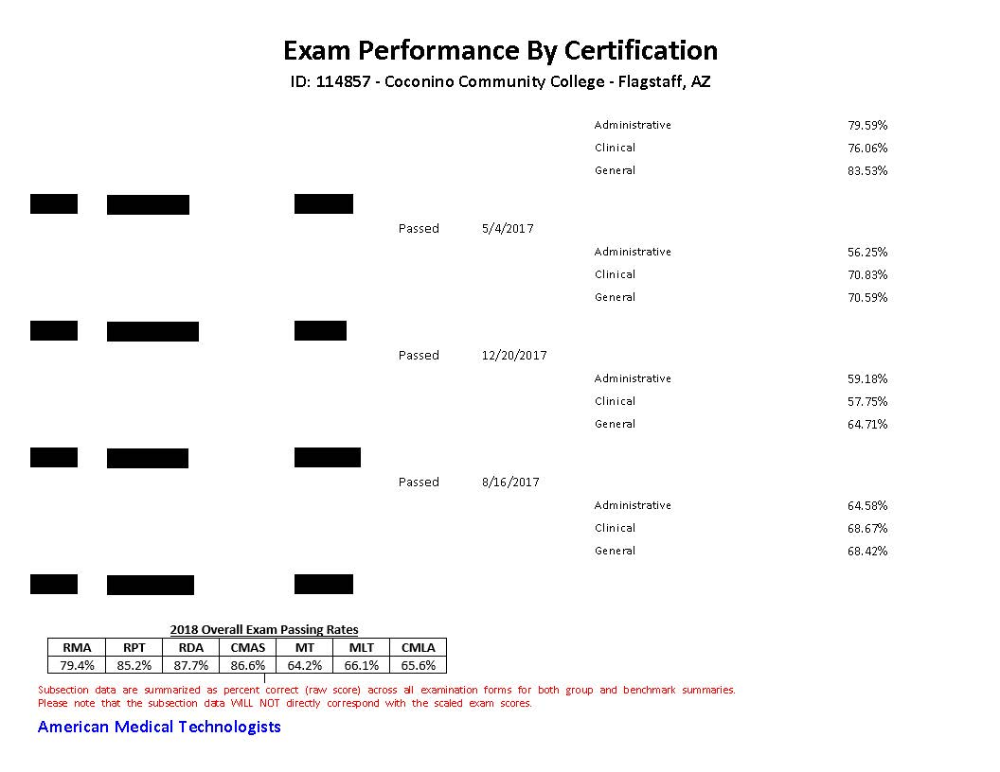 Exam Performance By Certification
ID: 114857 - Coconino Community College - Flagstaff, AZ
Administrative 79.59%
Clinical 76.06%
General 83.53%
Passed 5/4/2017
Administrative 56.25%
Clinical 70.83%
General 70.59%
Passed 12/20/2017
Administrative 59.18%
Clinical 57.75%
General 64.71%
Passed 8/16/2017
Administrative 64.58%
Clinical 68.67%
General 68.42%
2018 Overall Exam Passing Rates
RMA RPT RDA CMAS MT MLT CMLA
79.4% 85.2% 87.7% 86.6% 64.2% 66.1% 65.6%
Subsection data are summarized as percent correct (raw score) across all examination forms for both group and benchmark summaries.
Please note that the subsection data WILL NOT directly correspond with the scaled exam scores.
American Medical Technologists